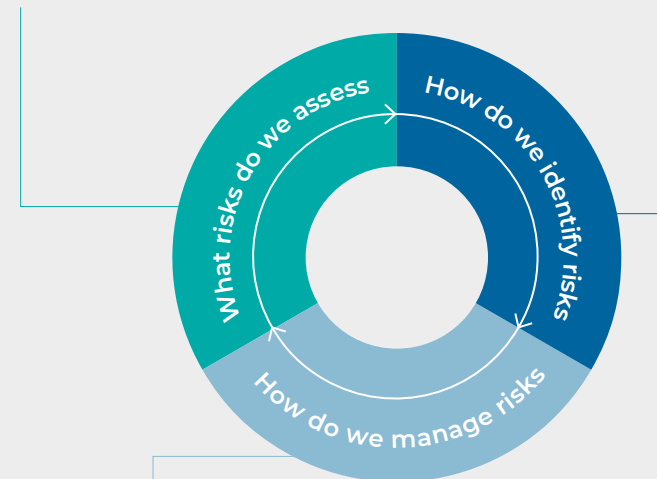 What risks do we assess
How do we identify risks
How do we manage risks